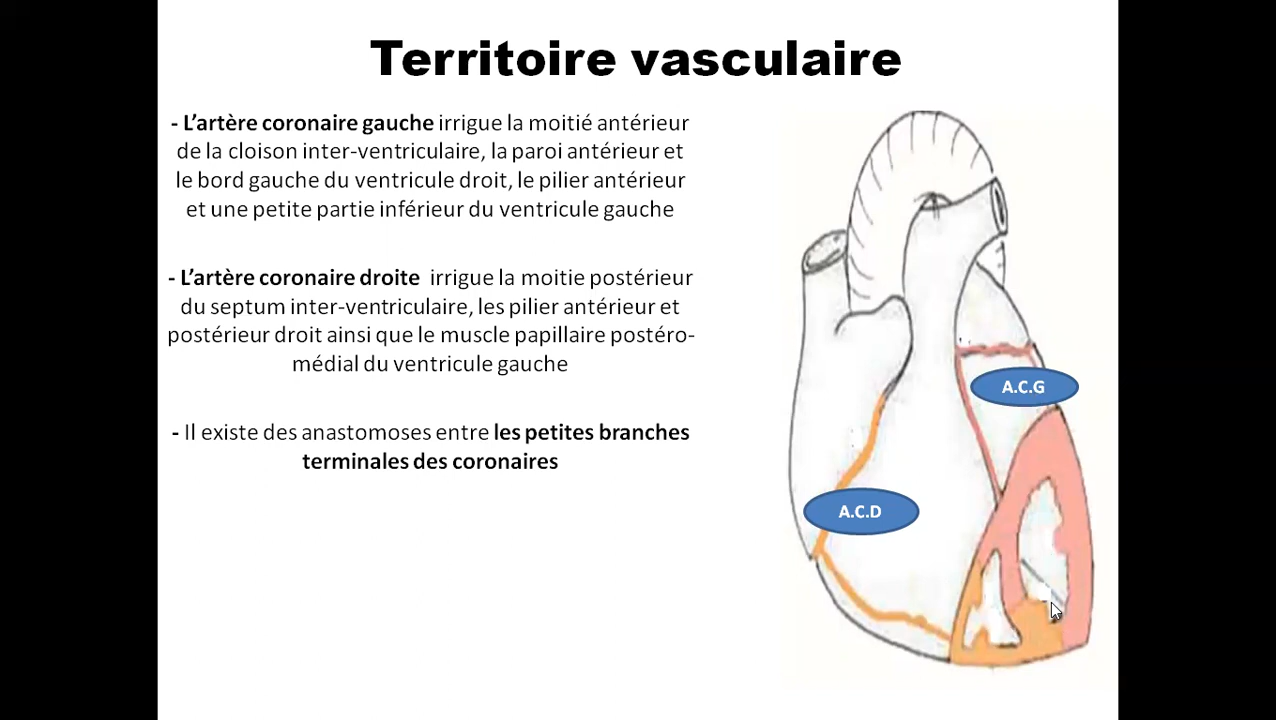 Territoire vasculaire
- L’artère coronaire gauche irrigue la moitié antérieur
de la cloison inter-ventriculaire, la paroi antérieur et
le bord gauche du ventricule droit, le pilier antérieur
et une petite partie inférieur du ventricule gauche
- L’artère coronaire droite irrigue la moitie postérieur
du septum inter-ventriculaire, les pilier antérieur et
postérieur droit ainsi que le muscle papillaire postéro-
médial du ventricule gauche
- Il existe des anastomoses entre les petites branches
terminales des coronaires
A.C.G
A.C.D